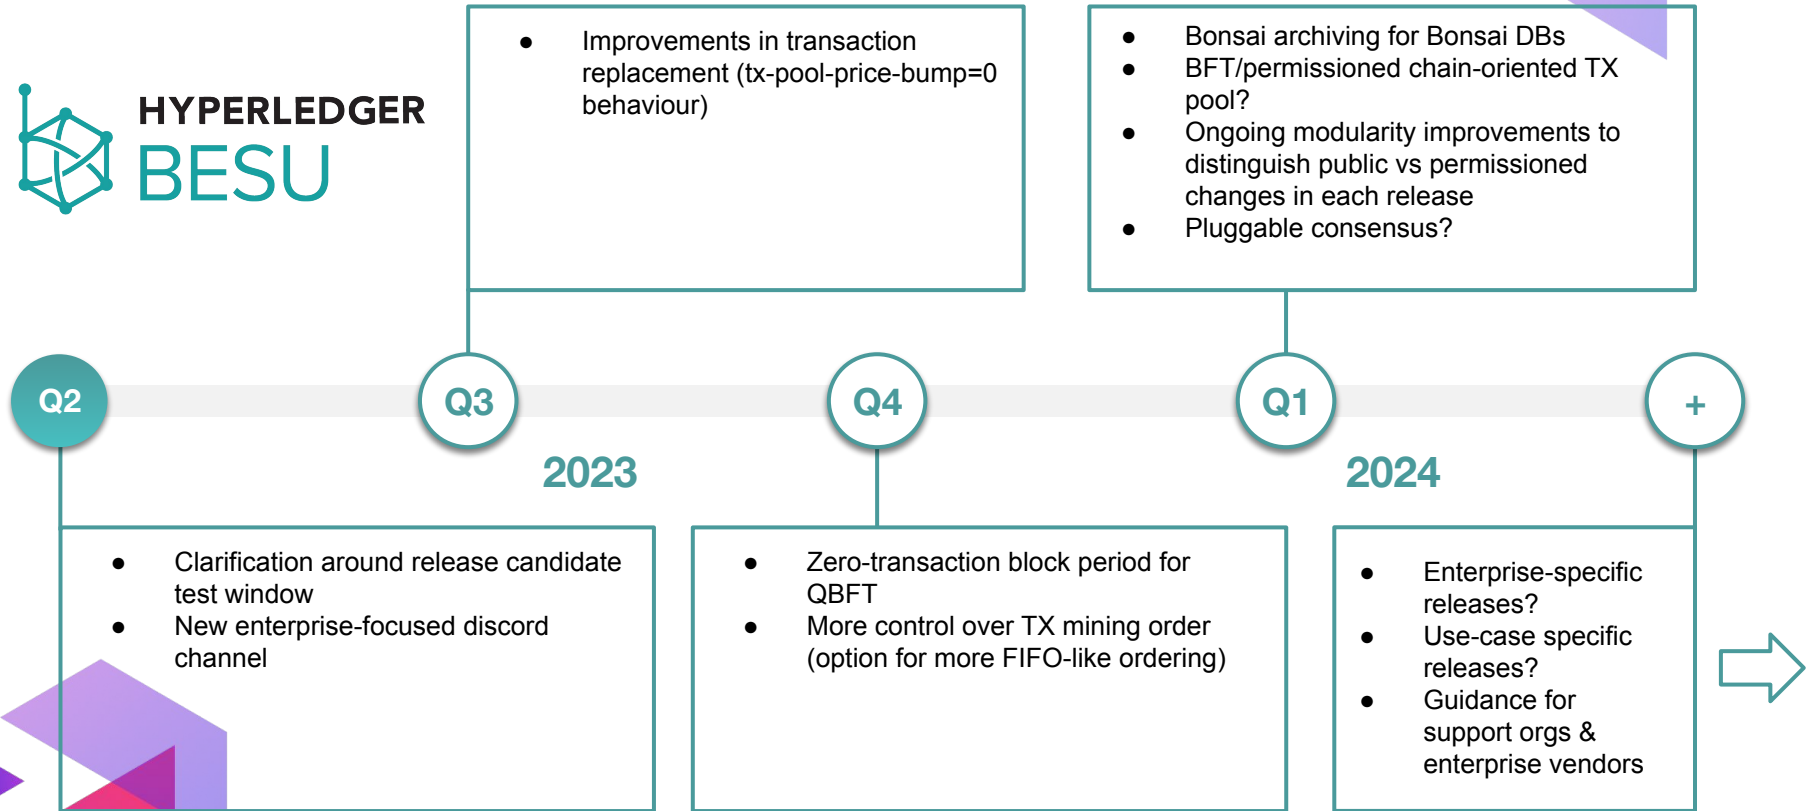 HYPERLEDGER
BESU
● Improvements in transaction
replacement (tx-pool-price-bump=0
behaviour)
● Bonsai archiving for Bonsai DBs
● BFT/permissioned chain-oriented TX
pool?
● Ongoing modularity improvements to
distinguish public vs permissioned
changes in each release
● Pluggable consensus?
Q2
Q3
Q4
Q1
+
2023
2024
● Clarification around release candidate
test window
● New enterprise-focused discord
channel
● Zero-transaction block period for
QBFT
● More control over TX mining order
(option for more FIFO-like ordering)
● Enterprise-specific
releases?
● Use-case specific
releases?
● Guidance for
support orgs &
enterprise vendors